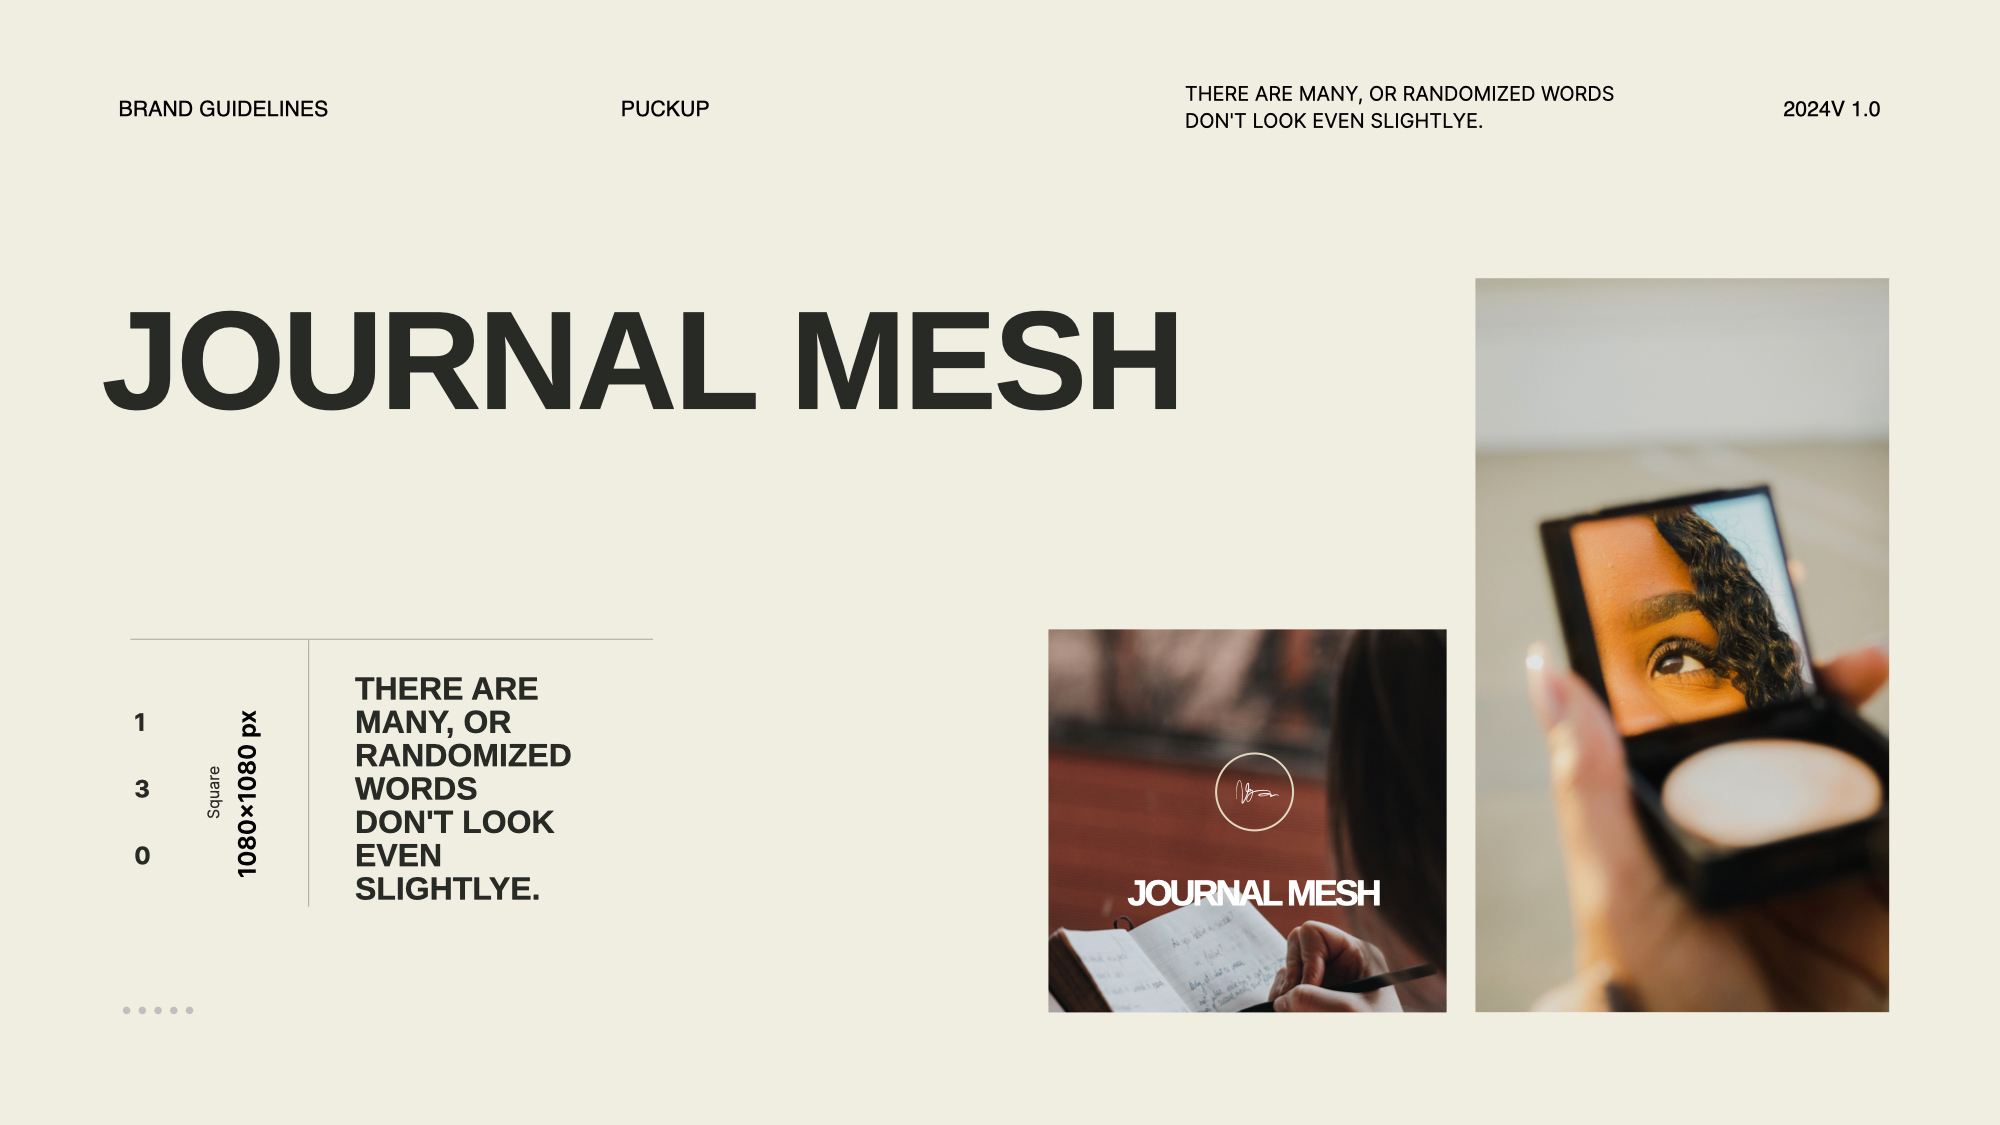 BRAND GUIDELINES
PUCKUP
THERE ARE MANY, OR RANDOMIZED WORDS
DON'T LOOK EVEN SLIGHTLYE.
2024V 1.0
JOURNAL MESH
1
3
0
Square
1080×1080 px
THERE ARE
MANY, OR
RANDOMIZED
WORDS
DON'T LOOK
EVEN
SLIGHTLYE.
JOURNAL MESH